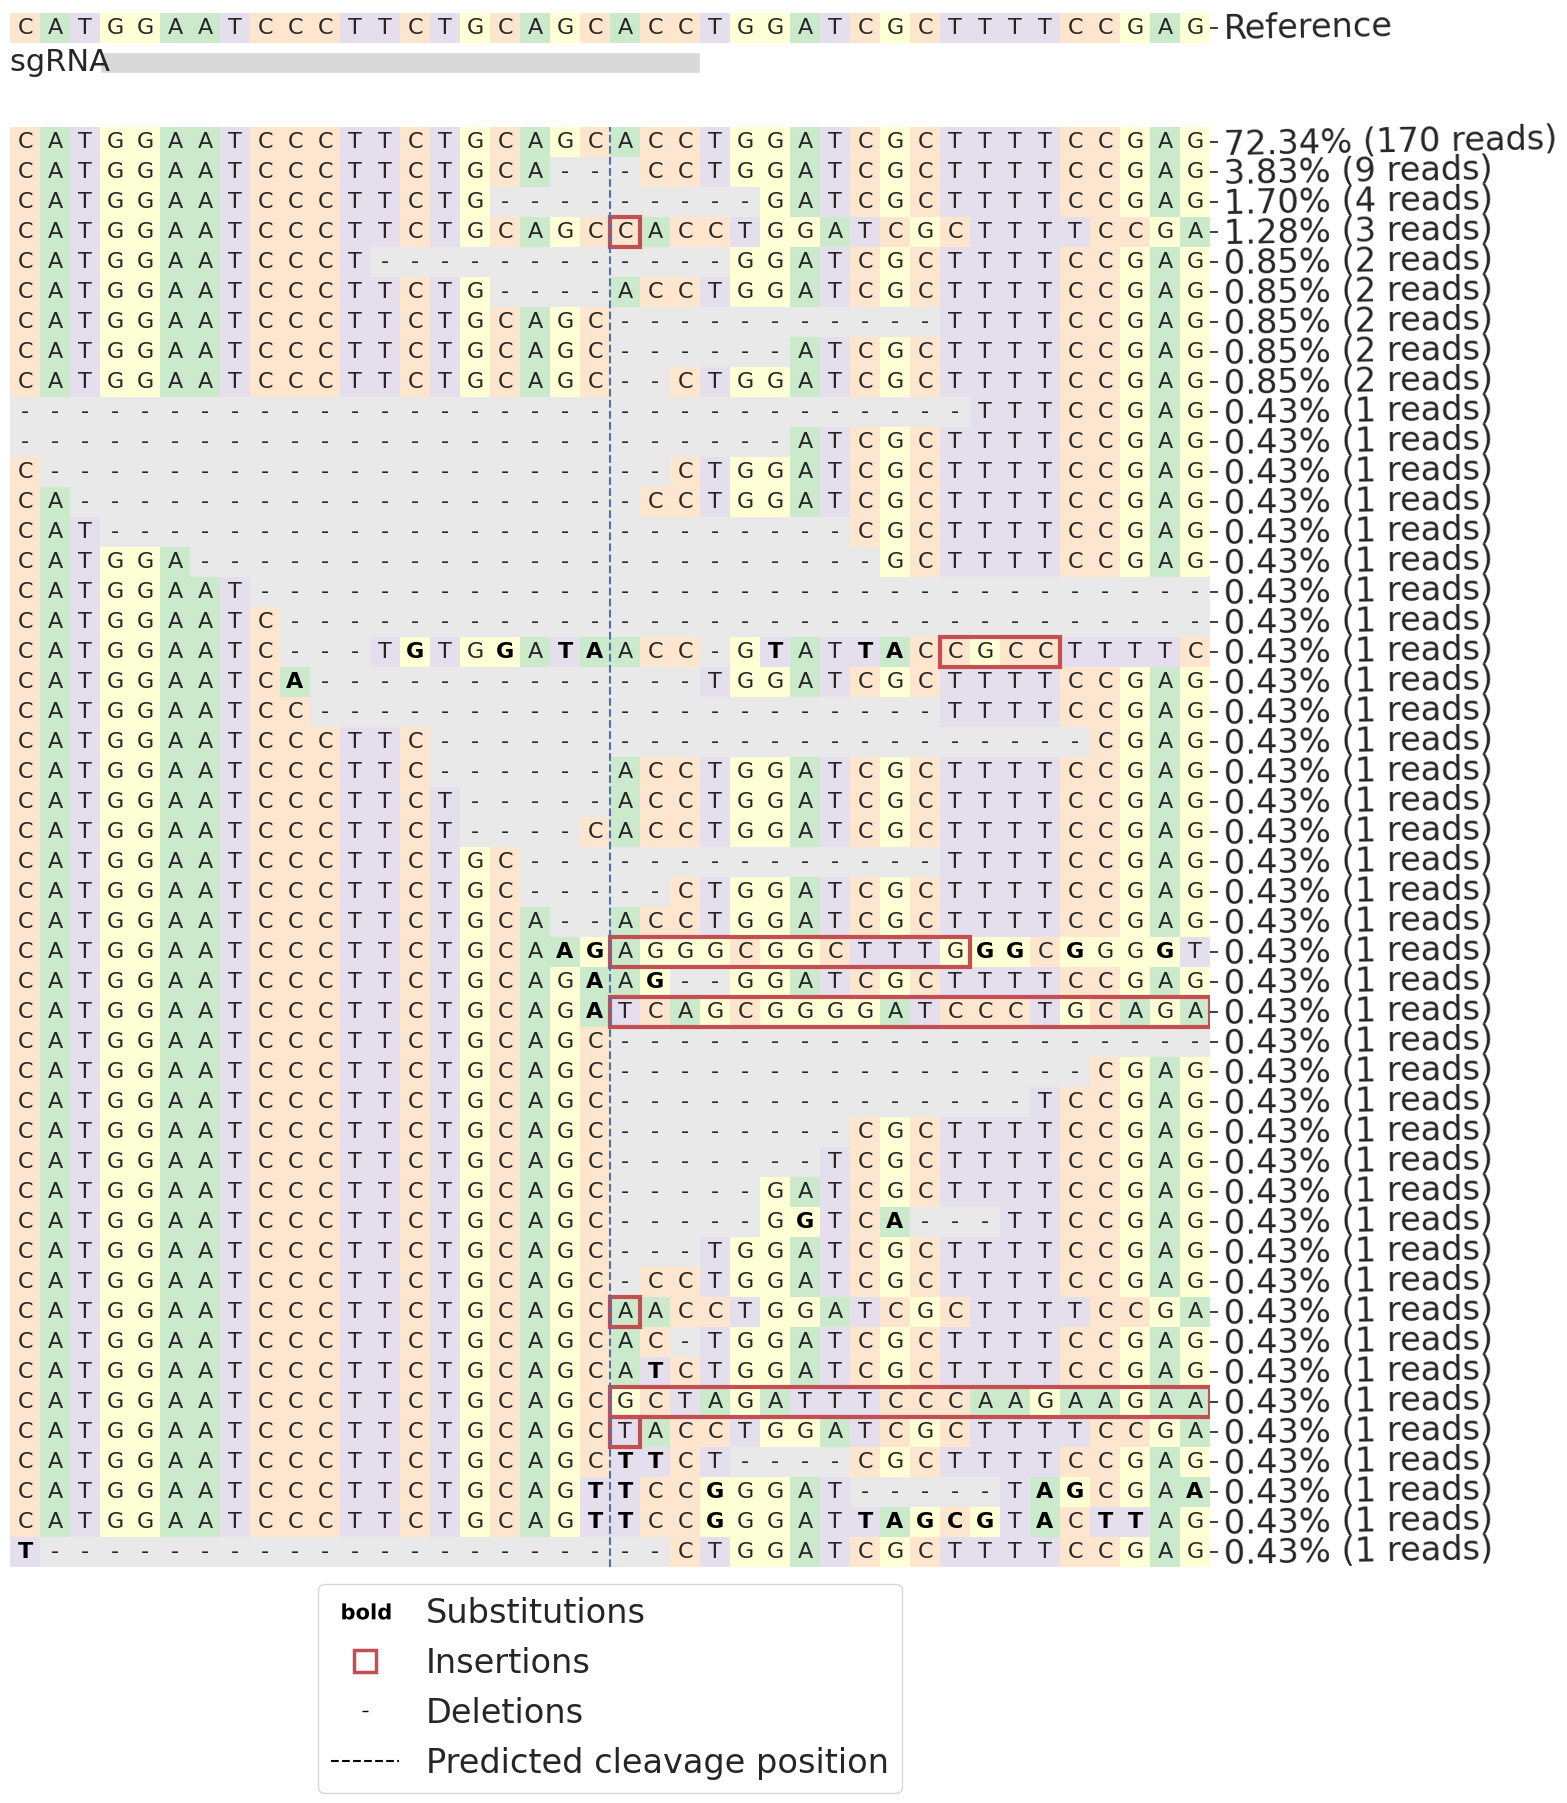 C A T G G A A T C C C T T C T G C A G C A C C T G G A T C G C T T T T C C G A G Reference
sgRNA
C A T G G A A T C C C T T C T G C A G C A C C T G G A T C G C T T T T C C G A G 72.34% (170 reads)
C A T G G A A T C C C T T C T G C A - - - C C T G G A T C G C T T T T C C G A G 3.83% (9 reads)
C A T G G A A T C C C T T C T G - - - - - - - - - G A T C G C T T T T C C G A G 1.70% (4 reads)
C A T G G A A T C C C T T C T G C A G C C A C C T G G A T C G C T T T T C C G A 1.28% (3 reads)
C A T G G A A T C C C T - - - - - - - - - - - - G G A T C G C T T T T C C G A G 0.85% (2 reads)
C A T G G A A T C C C T T C T G - - - - A C C T G G A T C G C T T T T C C G A G 0.85% (2 reads)
C A T G G A A T C C C T T C T G C A G C - - - - - - - - - - - T T T T C C G A G 0.85% (2 reads)
C A T G G A A T C C C T T C T G C A G C - - - - - - A T C G C T T T T C C G A G 0.85% (2 reads)
C A T G G A A T C C C T T C T G C A G C - - C T G G A T C G C T T T T C C G A G 0.85% (2 reads)
- - - - - - - - - - - - - - - - - - - - - - - - - - - - - - - - T T T C C G A G 0.43% (1 reads)
- - - - - - - - - - - - - - - - - - - - - - - - - - A T C G C T T T T C C G A G 0.43% (1 reads)
C - - - - - - - - - - - - - - - - - - - - - C T G G A T C G C T T T T C C G A G 0.43% (1 reads)
C A - - - - - - - - - - - - - - - - - - - C C T G G A T C G C T T T T C C G A G 0.43% (1 reads)
C A T - - - - - - - - - - - - - - - - - - - - - - - - - C G C T T T T C C G A G 0.43% (1 reads)
C A T G G A - - - - - - - - - - - - - - - - - - - - - - - G C T T T T C C G A G 0.43% (1 reads)
C A T G G A A T - - - - - - - - - - - - - - - - - - - - - - - - - - - - - - - - 0.43% (1 reads)
C A T G G A A T C - - - - - - - - - - - - - - - - - - - - - - - - - - - - - - - 0.43% (1 reads)
C A T G G A A T C - - - T G T G G A T A A C C - G T A T T A C C G C C T T T T C 0.43% (1 reads)
C A T G G A A T C A - - - - - - - - - - - - - T G G A T C G C T T T T C C G A G 0.43% (1 reads)
C A T G G A A T C C - - - - - - - - - - - - - - - - - - - - - T T T T C C G A G 0.43% (1 reads)
C A T G G A A T C C C T T C - - - - - - - - - - - - - - - - - - - - - - C G A G 0.43% (1 reads)
C A T G G A A T C C C T T C - - - - - - A C C T G G A T C G C T T T T C C G A G 0.43% (1 reads)
C A T G G A A T C C C T T C T - - - - - A C C T G G A T C G C T T T T C C G A G 0.43% (1 reads)
C A T G G A A T C C C T T C T - - - - C A C C T G G A T C G C T T T T C C G A G 0.43% (1 reads)
C A T G G A A T C C C T T C T G C - - - - - - - - - - - - - - T T T T C C G A G 0.43% (1 reads)
C A T G G A A T C C C T T C T G C - - - - - C T G G A T C G C T T T T C C G A G 0.43% (1 reads)
C A T G G A A T C C C T T C T G C A - - A C C T G G A T C G C T T T T C C G A G 0.43% (1 reads)
C A T G G A A T C C C T T C T G C A A G A G G G C G G C T T T G G G C G G G G T 0.43% (1 reads)
C A T G G A A T C C C T T C T G C A G A A G - - G G A T C G C T T T T C C G A G 0.43% (1 reads)
C A T G G A A T C C C T T C T G C A G A T C A G C G G G G A T C C C T G C A G A 0.43% (1 reads)
C A T G G A A T C C C T T C T G C A G C - - - - - - - - - - - - - - - - - - - - 0.43% (1 reads)
C A T G G A A T C C C T T C T G C A G C - - - - - - - - - - - - - - - - C G A G 0.43% (1 reads)
C A T G G A A T C C C T T C T G C A G C - - - - - - - - - - - - - - T C C G A G 0.43% (1 reads)
C A T G G A A T C C C T T C T G C A G C - - - - - - - - C G C T T T T C C G A G 0.43% (1 reads)
C A T G G A A T C C C T T C T G C A G C - - - - - - - T C G C T T T T C C G A G 0.43% (1 reads)
C A T G G A A T C C C T T C T G C A G C - - - - - G A T C G C T T T T C C G A G 0.43% (1 reads)
C A T G G A A T C C C T T C T G C A G C - - - - - G G T C A - - - T T C C G A G 0.43% (1 reads)
C A T G G A A T C C C T T C T G C A G C - - - T G G A T C G C T T T T C C G A G 0.43% (1 reads)
C A T G G A A T C C C T T C T G C A G C - C C T G G A T C G C T T T T C C G A G 0.43% (1 reads)
C A T G G A A T C C C T T C T G C A G C A A C C T G G A T C G C T T T T C C G A 0.43% (1 reads)
C A T G G A A T C C C T T C T G C A G C A C - T G G A T C G C T T T T C C G A G 0.43% (1 reads)
C A T G G A A T C C C T T C T G C A G C A T C T G G A T C G C T T T T C C G A G 0.43% (1 reads)
C A T G G A A T C C C T T C T G C A G C G C T A G A T T T C C C A A G A A G A A 0.43% (1 reads)
C A T G G A A T C C C T T C T G C A G C T A C C T G G A T C G C T T T T C C G A 0.43% (1 reads)
C A T G G A A T C C C T T C T G C A G C T T C T - - - - C G C T T T T C C G A G 0.43% (1 reads)
C A T G G A A T C C C T T C T G C A G T T C C G G G A T - - - - - T A G C G A A 0.43% (1 reads)
C A T G G A A T C C C T T C T G C A G T T C C G G G A T T A G C G T A C T T A G 0.43% (1 reads)
T - - - - - - - - - - - - - - - - - - - - - C T G G A T C G C T T T T C C G A G 0.43% (1 reads)
bold Substitutions
Insertions
- Deletions
Predicted cleavage position